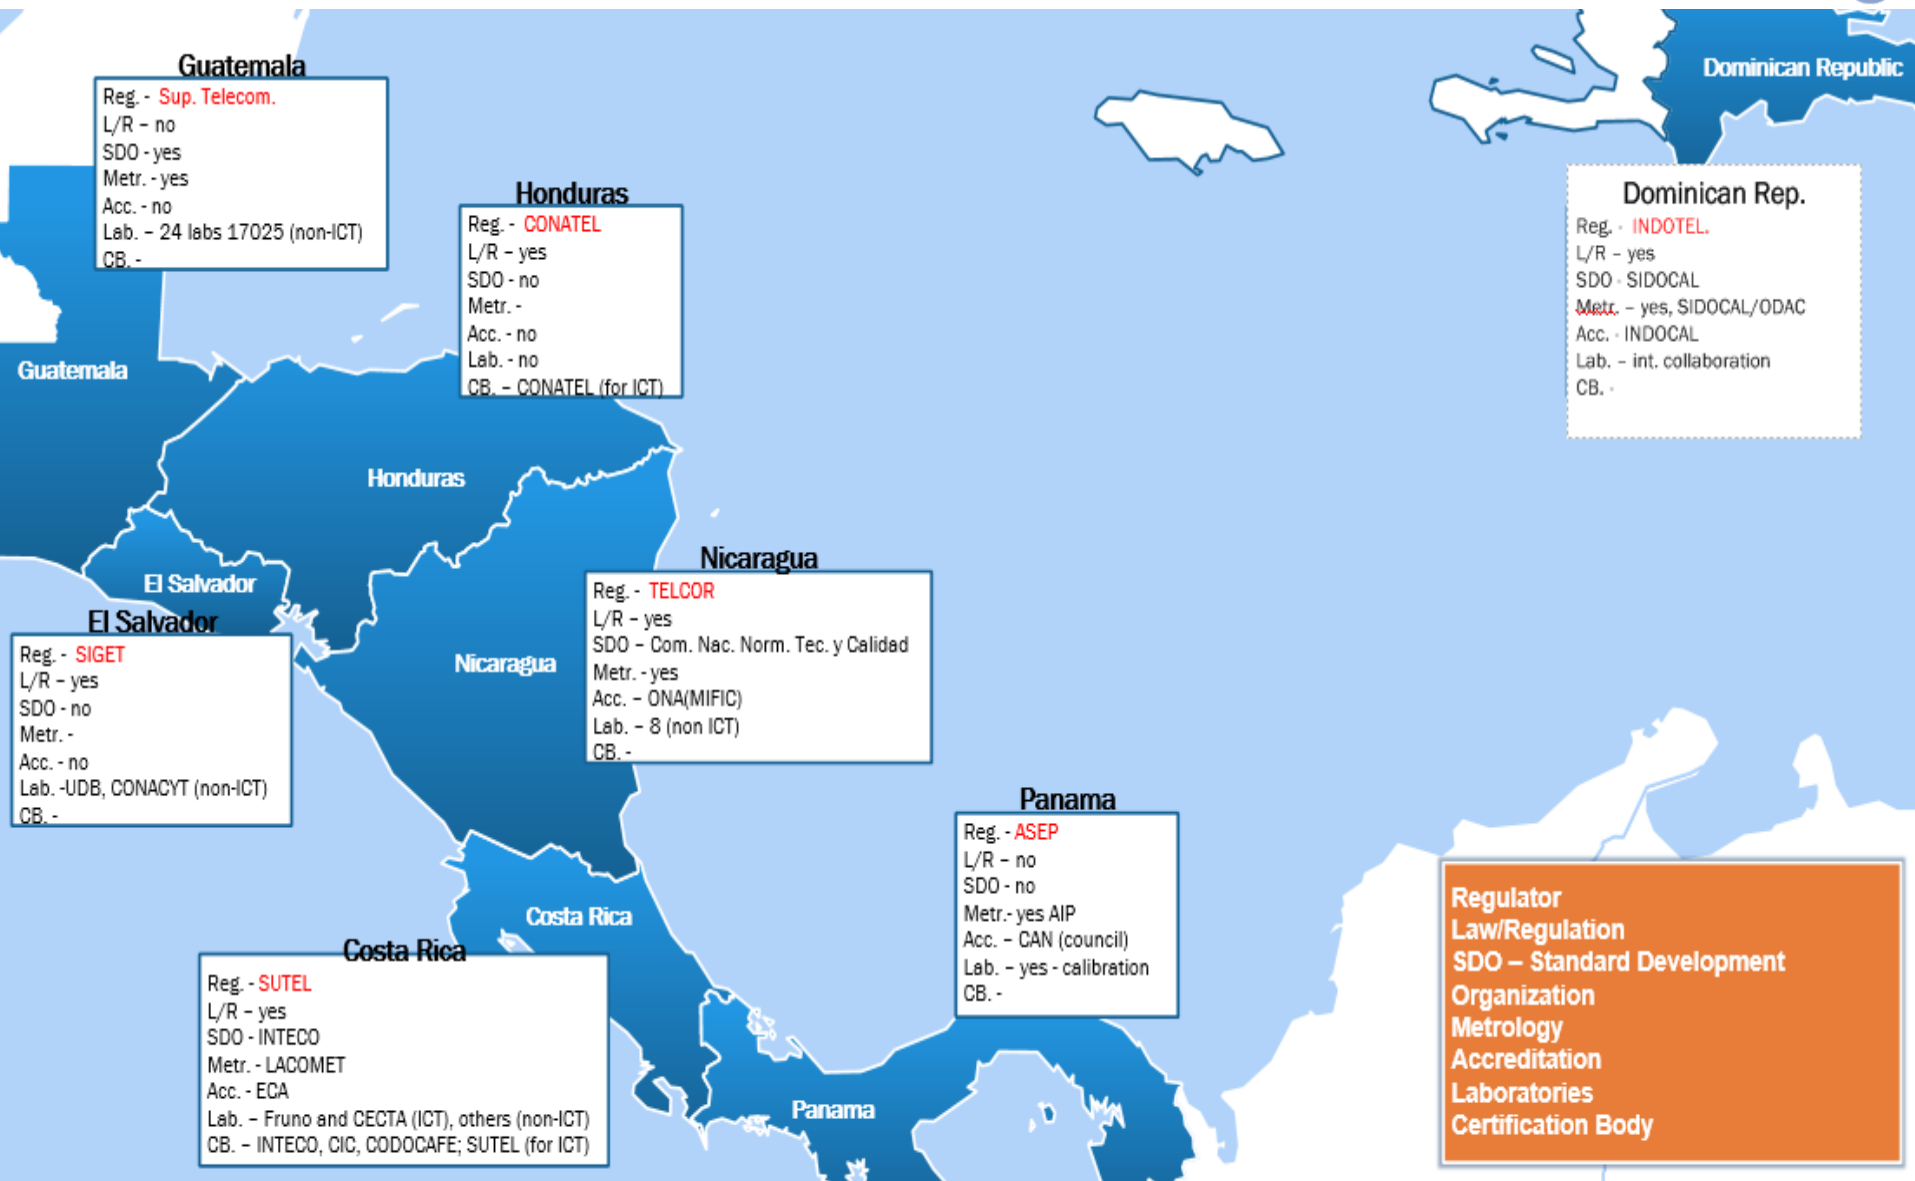 Guatemala
Reg. - Sup. Telecom.
L/R – no
SDO - yes
Metr. - yes
Acc. - no
Lab. – 24 labs 17025 (non-ICT)
CB. -
Honduras
Reg. - CONATEL
L/R – yes
SDO - no
Metr. -
Acc. - no
Lab. - no
CB. – CONATEL (for ICT)
Dominican Republic
Dominican Rep.
Reg. - INDOTEL.
L/R – yes
SDO - SIDOCAL
Metr. – yes, SIDOCAL/ODAC
Acc. - INDOCAL
Lab. – int. collaboration
CB. -
Guatemala
Honduras
El Salvador
El Salvador
Reg. - SIGET
L/R – yes
SDO - no
Metr. -
Acc. - no
Lab. -UDB, CONACYT (non-ICT)
CB. -
Nicaragua
Nicaragua
Reg. - TELCOR
L/R – yes
SDO – Com. Nac. Norm. Tec. y Calidad
Metr. - yes
Acc. – ONA(MIFIC)
Lab. – 8 (non ICT)
CB. -
Costa Rica
Costa Rica
Reg. - SUTEL
L/R – yes
SDO - INTECO
Metr. - LACOMET
Acc. - ECA
Lab. – Fruno and CECTA (ICT), others (non-ICT)
CB. – INTECO, CIC, CODOCAFE; SUTEL (for ICT)
Panama
Reg. - ASEP
L/R – no
SDO - no
Metr.- yes AIP
Acc. – CAN (council)
Lab. – yes - calibration
CB. -
Panama
Regulator
Law/Regulation
SDO – Standard Development
Organization
Metrology
Accreditation
Laboratories
Certification Body